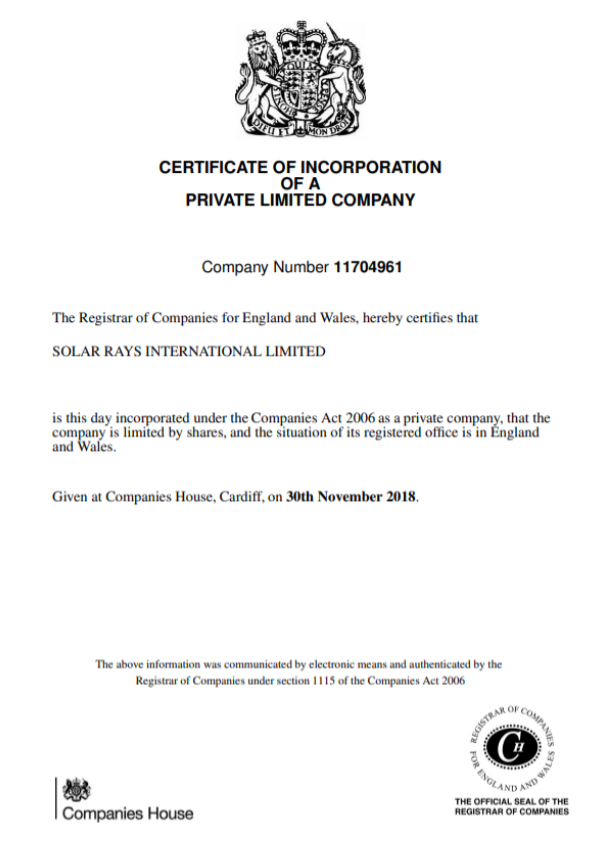 DIEU ET MON DROIT
CERTIFICATE OF INCORPORATION
OF A
PRIVATE LIMITED COMPANY
Company Number 11704961
The Registrar of Companies for England and Wales, hereby certifies that
SOLAR RAYS INTERNATIONAL LIMITED
is this day incorporated under the Companies Act 2006 as a private company, that the
company is limited by shares, and the situation of its registered office is in England
and Wales.
Given at Companies House, Cardiff, on 30th November 2018.
The above information was communicated by electronic means and authenticated by the
Registrar of Companies under section 1115 of the Companies Act 2006
REGISTRAR OF COMPANIES
FOR ENGLAND AND WALES
CH
THE OFFICIAL SEAL OF THE
REGISTRAR OF COMPANIES
Companies House